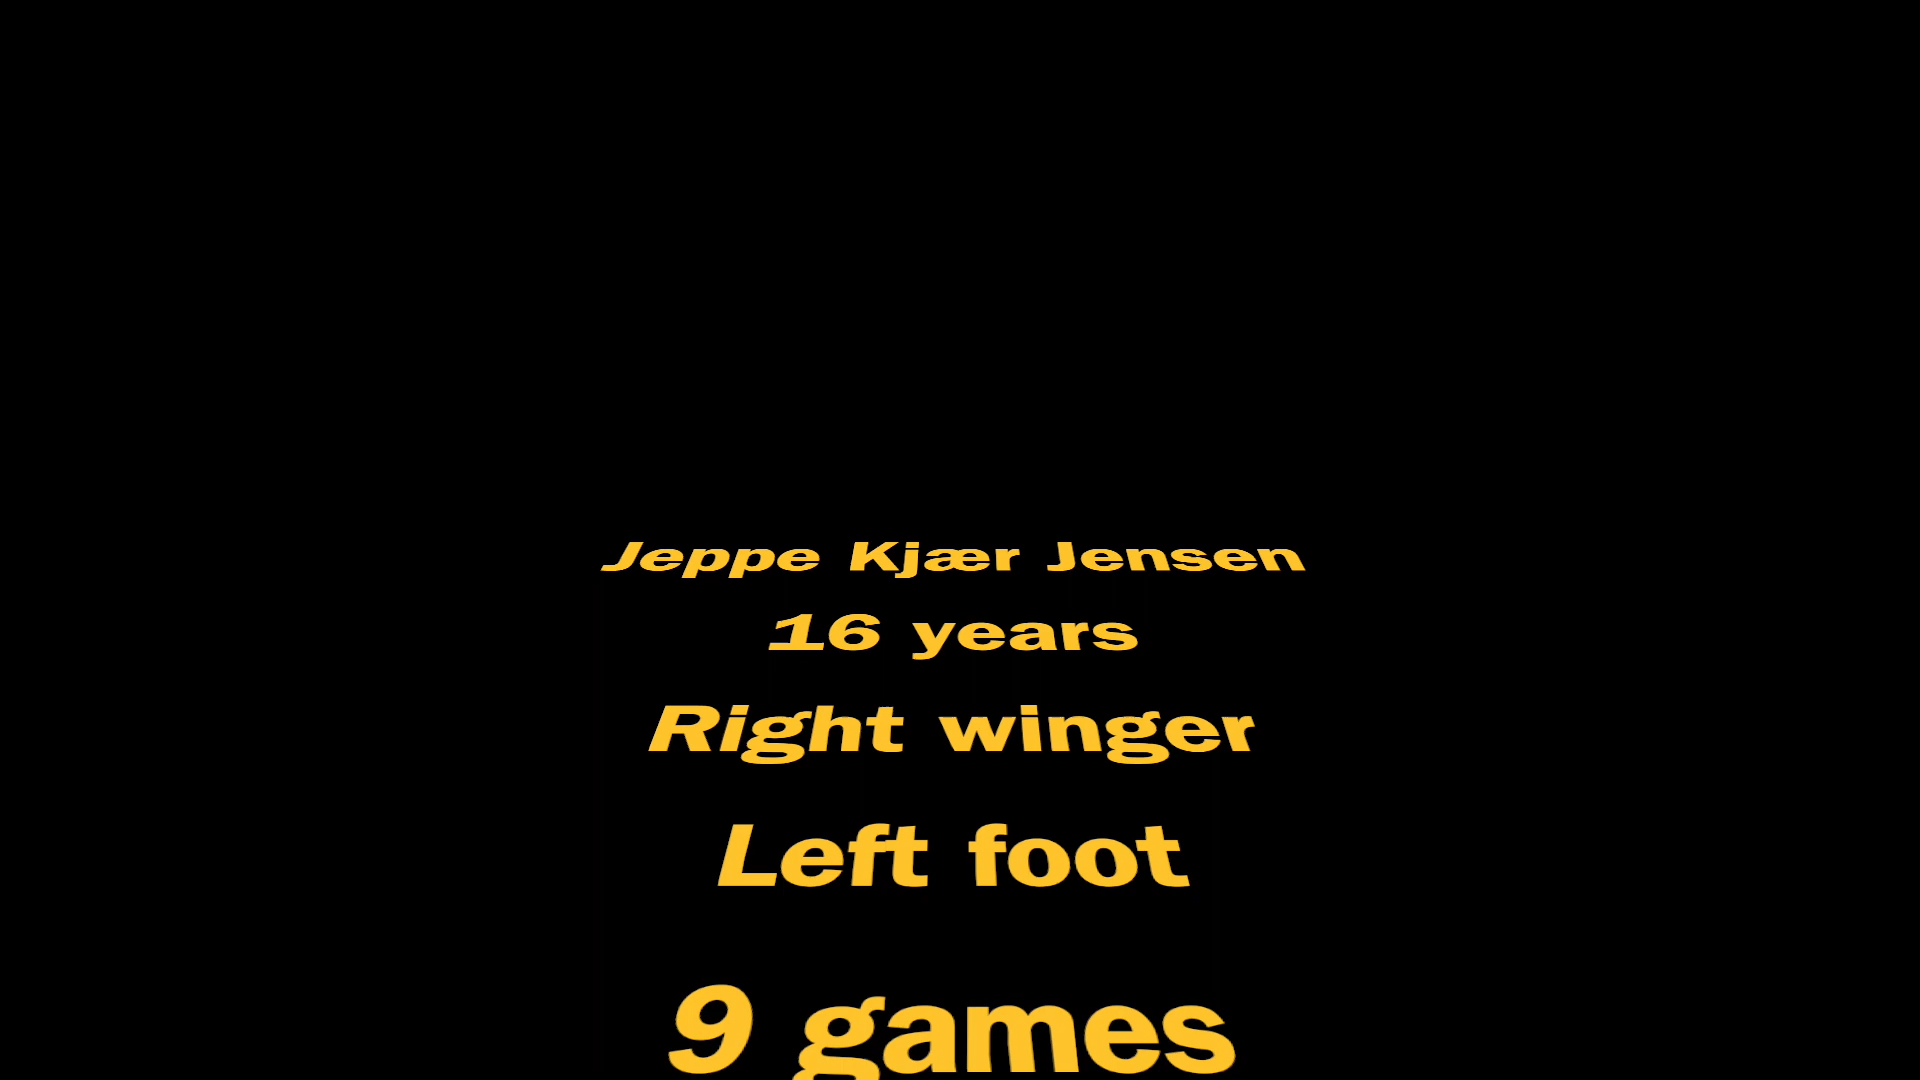 Jeppe Kjær Jensen
16 years
Right winger
Left foot
9 games